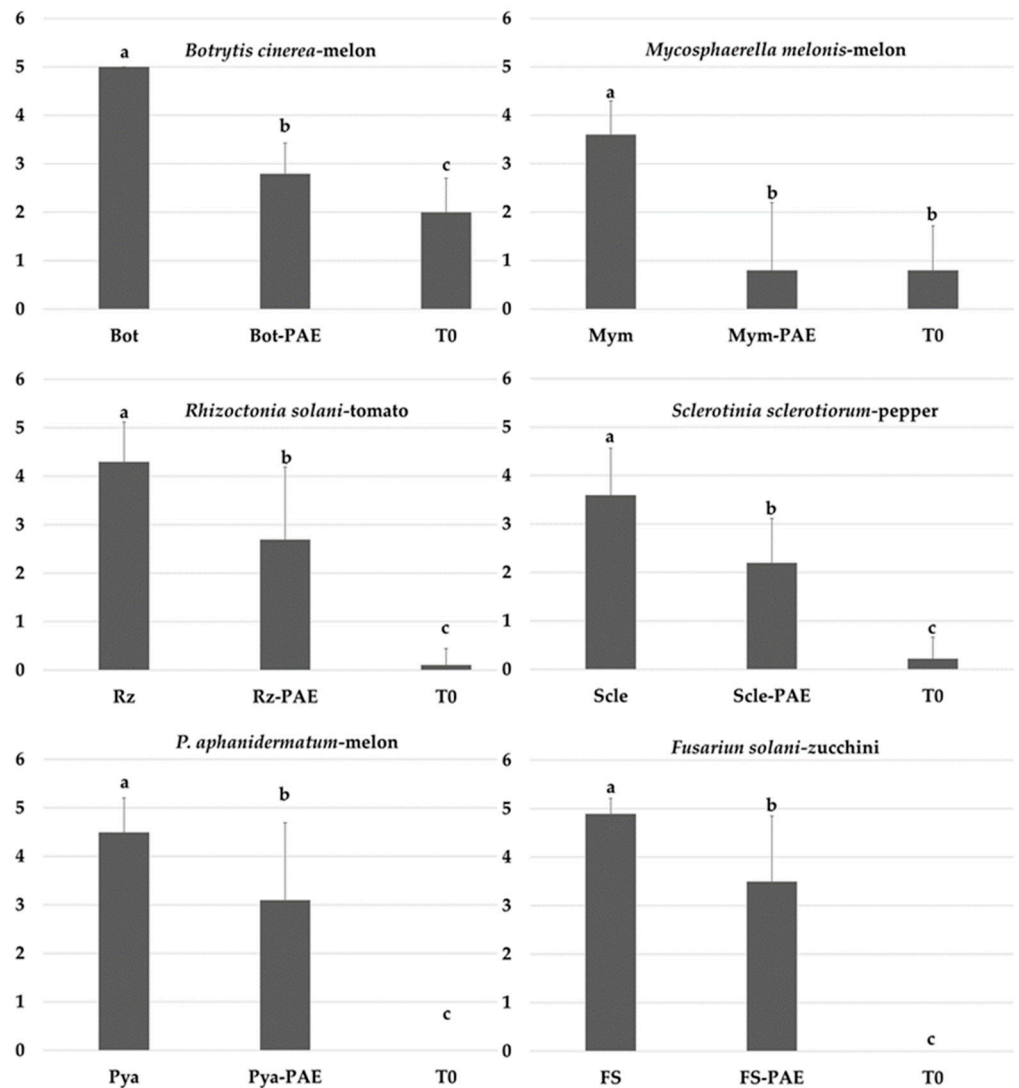 6
Botrytis cinerea-melon
a
5
4
b
3
c
2
1
0
Bot Bot-PAE T0
6
Mycosphaerella melonis-melon
5
a
4
3
b
b
2
1
0
Mym Mym-PAE T0
6
Rhizoctonia solani-tomato
a
5
b
4
3
2
c
1
0
Rz Rz-PAE T0
6
Sclerotinia sclerotiorum-pepper
5
a
4
b
3
2
c
1
0
Scle Scle-PAE T0
P. aphanidermatum-melon
6
a
b
5
4
3
2
1
c
0
Pya Pya-PAE T0
Fusariun solani-zucchini
6
a
b
5
4
3
2
1
c
0
FS FS-PAE T0